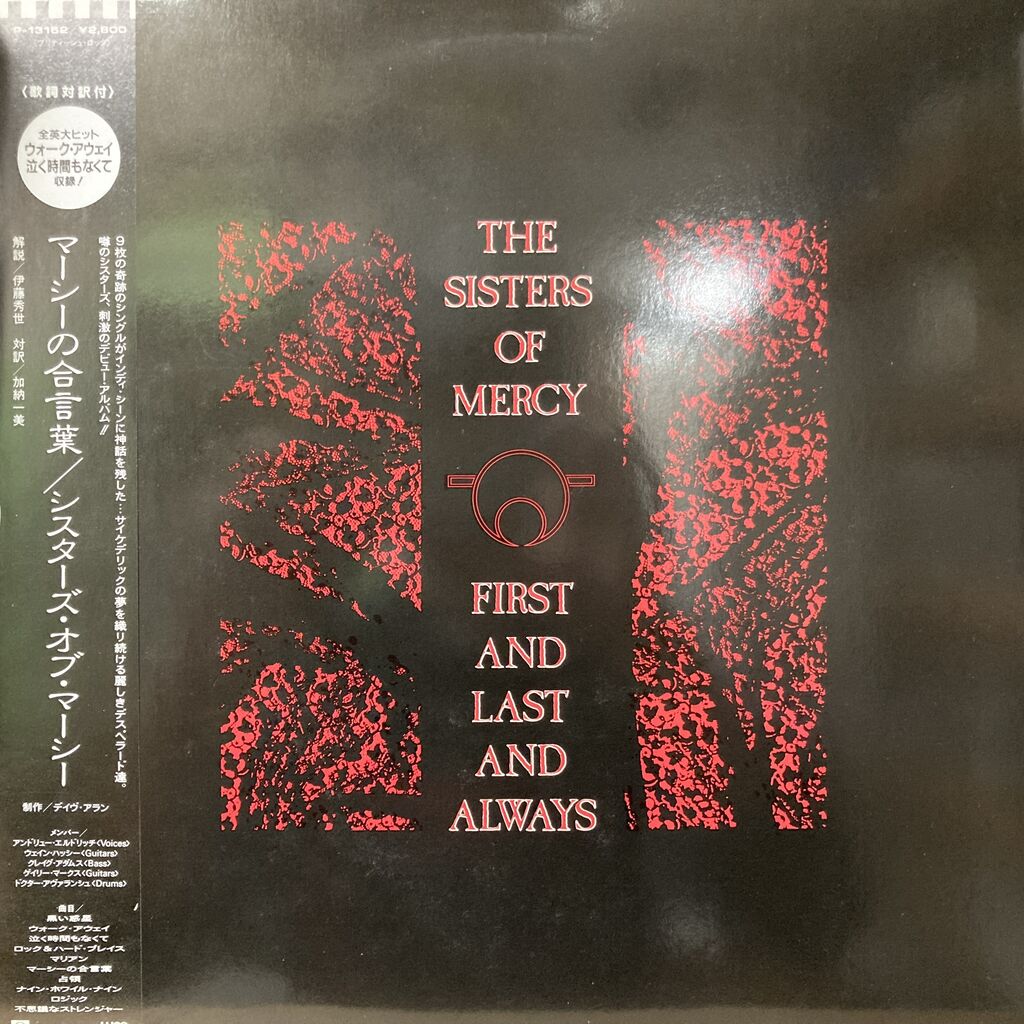 P-13152 ¥2,800
(ブリティッシュ・ロック)
〈歌詞対訳付〉
全英大ヒット
ウォーク・アウェイ
泣く時間もなくて
収録!
9枚の奇跡のシングルがインディ・シーンに神話を残した…サイケデリックの夢を織り続ける麗しきデスペラード達。
噂のシスターズ、刺激のデビュー・アルバム!!
マーシーの合言葉/シスターズ・オブ・マーシー
解説/伊藤秀世 対訳/加納一美
制作/デイヴ・アラン
メンバー/
アンドリュー・エルドリッチ〈Voices〉
ウェイン・ハッシー〈Guitars〉
クレイグ・アダムス〈Bass〉
ゲイリー・マークス〈Guitars〉
ドクター・アヴァランシュ〈Drums〉
曲目/
黒い惑星
ウォーク・アウェイ
泣く時間もなくて
ロック&ハード・プレイス
マリアン
マーシーの合言葉
占領
ナイン・ホワイル・ナイン
ロジック
不思議なストレンジャー
THE
SISTERS
OF
MERCY
FIRST
AND
LAST
AND
ALWAYS